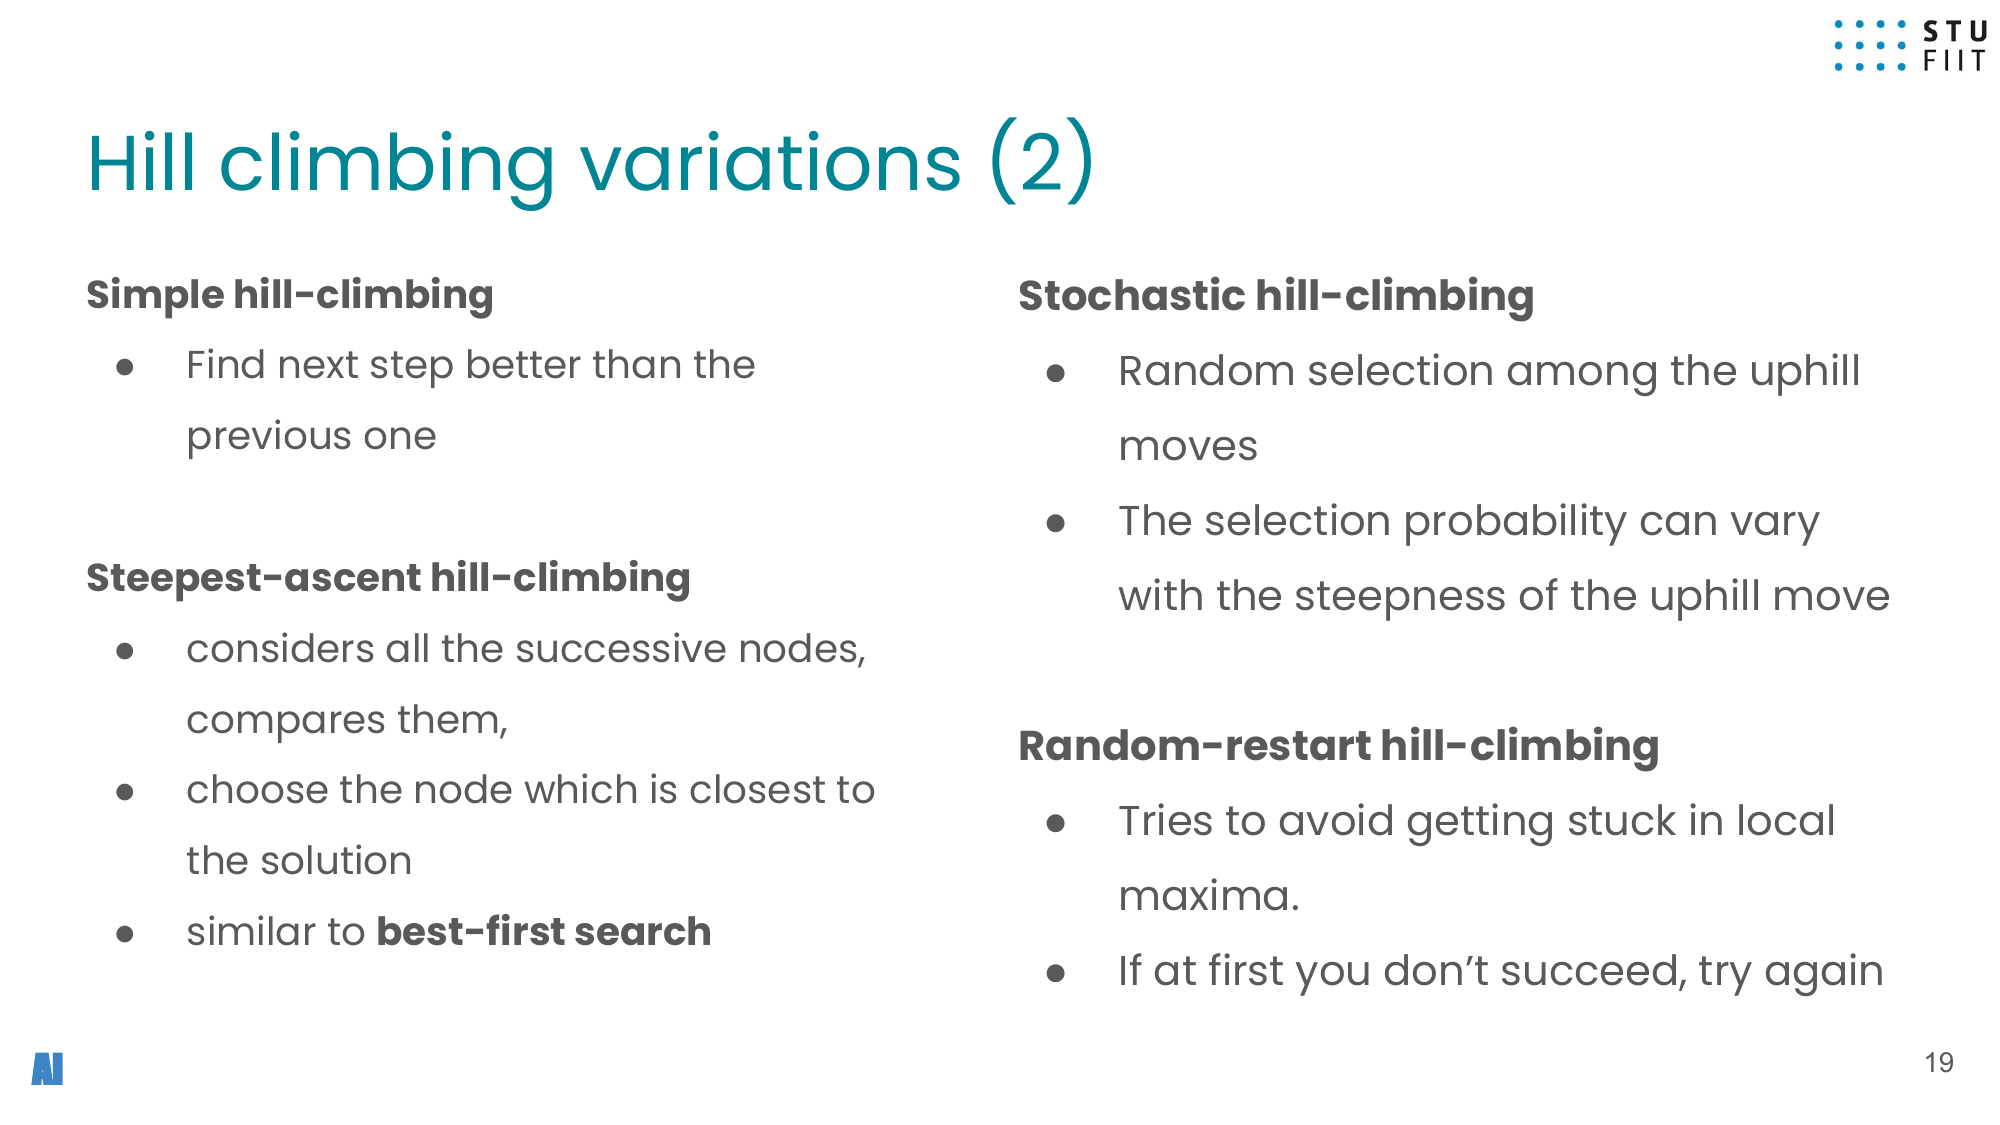 STU
FIIT
Hill climbing variations (2)
Simple hill-climbing
● Find next step better than the
previous one
Steepest-ascent hill-climbing
● considers all the successive nodes,
compares them,
● choose the node which is closest to
the solution
● similar to best-first search
Stochastic hill-climbing
● Random selection among the uphill
moves
● The selection probability can vary
with the steepness of the uphill move
Random-restart hill-climbing
● Tries to avoid getting stuck in local
maxima.
● If at first you don’t succeed, try again
AI
19